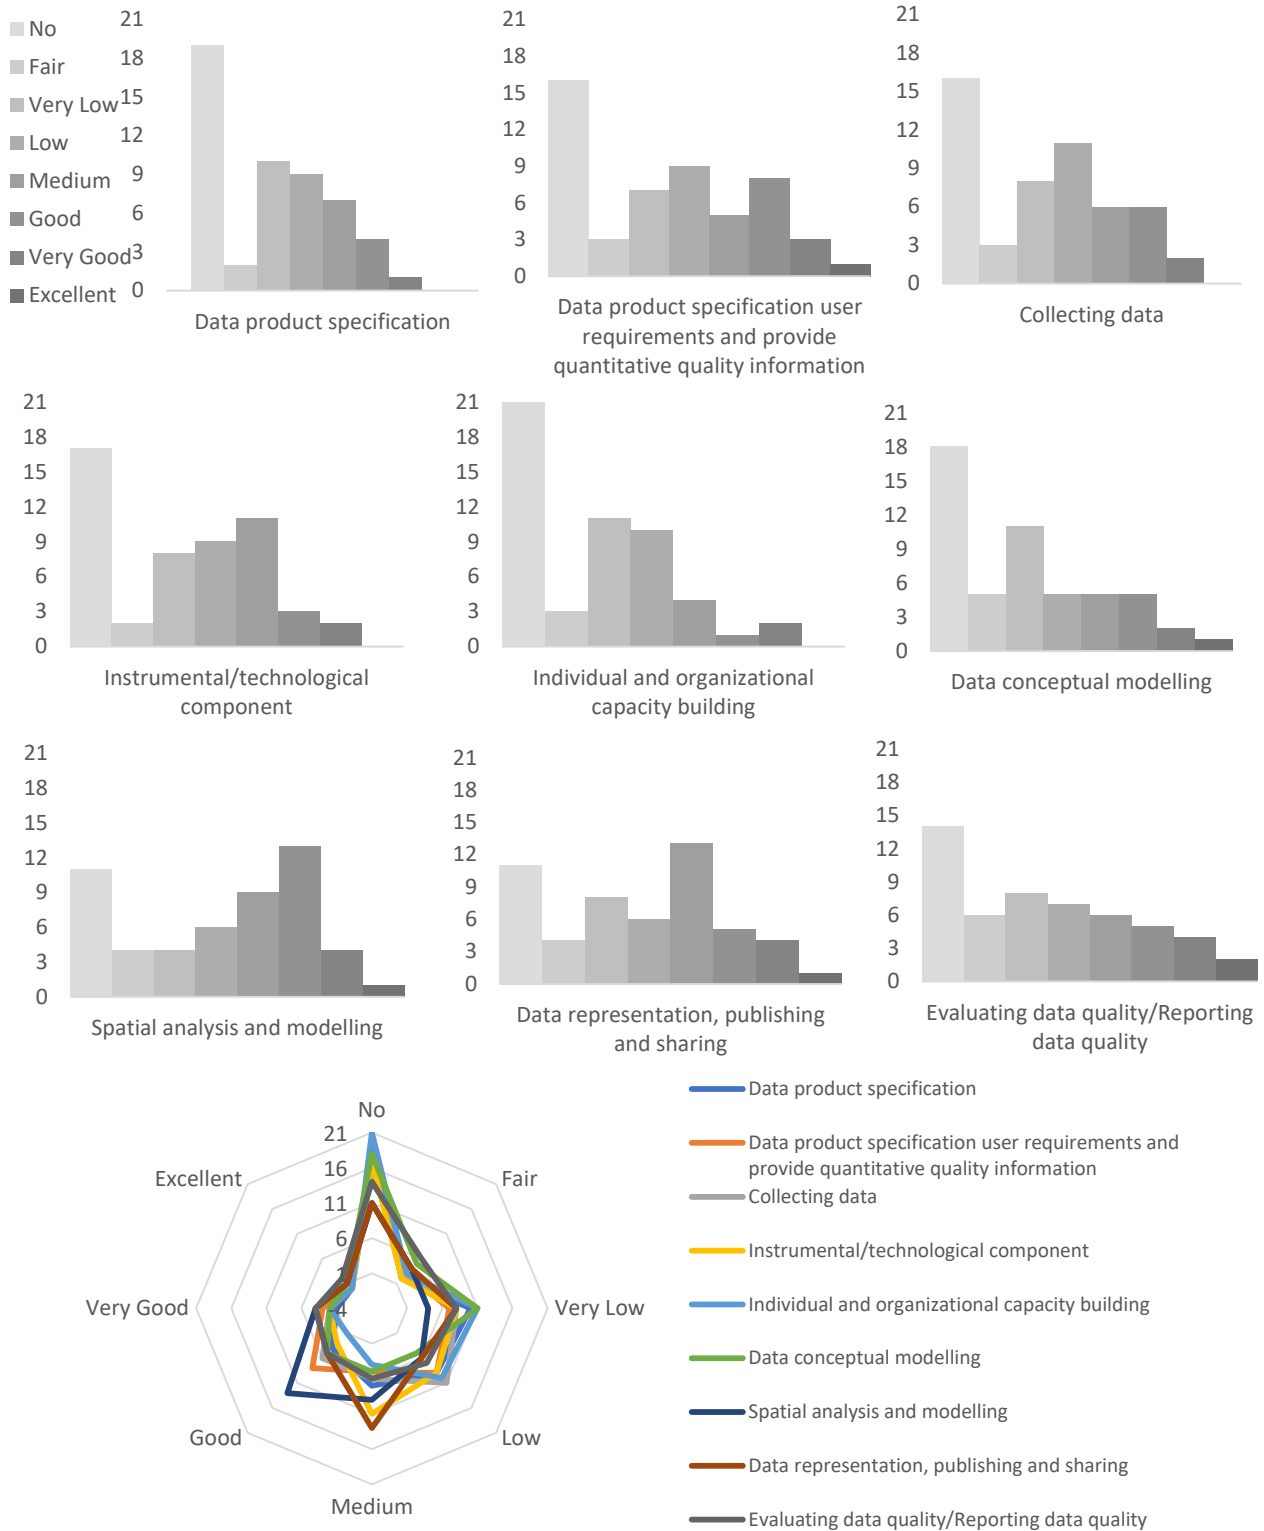 No
Fair
Very Low
Low
Medium
Good
Very Good
Excellent
21
18
15
12
9
6
3
0
Data product specification
21
18
15
12
9
6
3
0
Data product specification user
requirements and provide
quantitative quality information
21
18
15
12
9
6
3
0
Collecting data
21
18
15
12
9
6
3
0
Instrumental/technological
component
21
18
15
12
9
6
3
0
Individual and organizational
capacity building
21
18
15
12
9
6
3
0
Data conceptual modelling
21
18
15
12
9
6
3
0
Spatial analysis and modelling
21
18
15
12
9
6
3
0
Data representation, publishing
and sharing
21
18
15
12
9
6
3
0
Evaluating data quality/Reporting
data quality
No
Fair
Very Low
Low
Medium
Good
Very Good
Excellent
21
16
11
6
Data product specification
Data product specification user requirements and
provide quantitative quality information
Collecting data
Instrumental/technological component
Individual and organizational capacity building
Data conceptual modelling
Spatial analysis and modelling
Data representation, publishing and sharing
Evaluating data quality/Reporting data quality